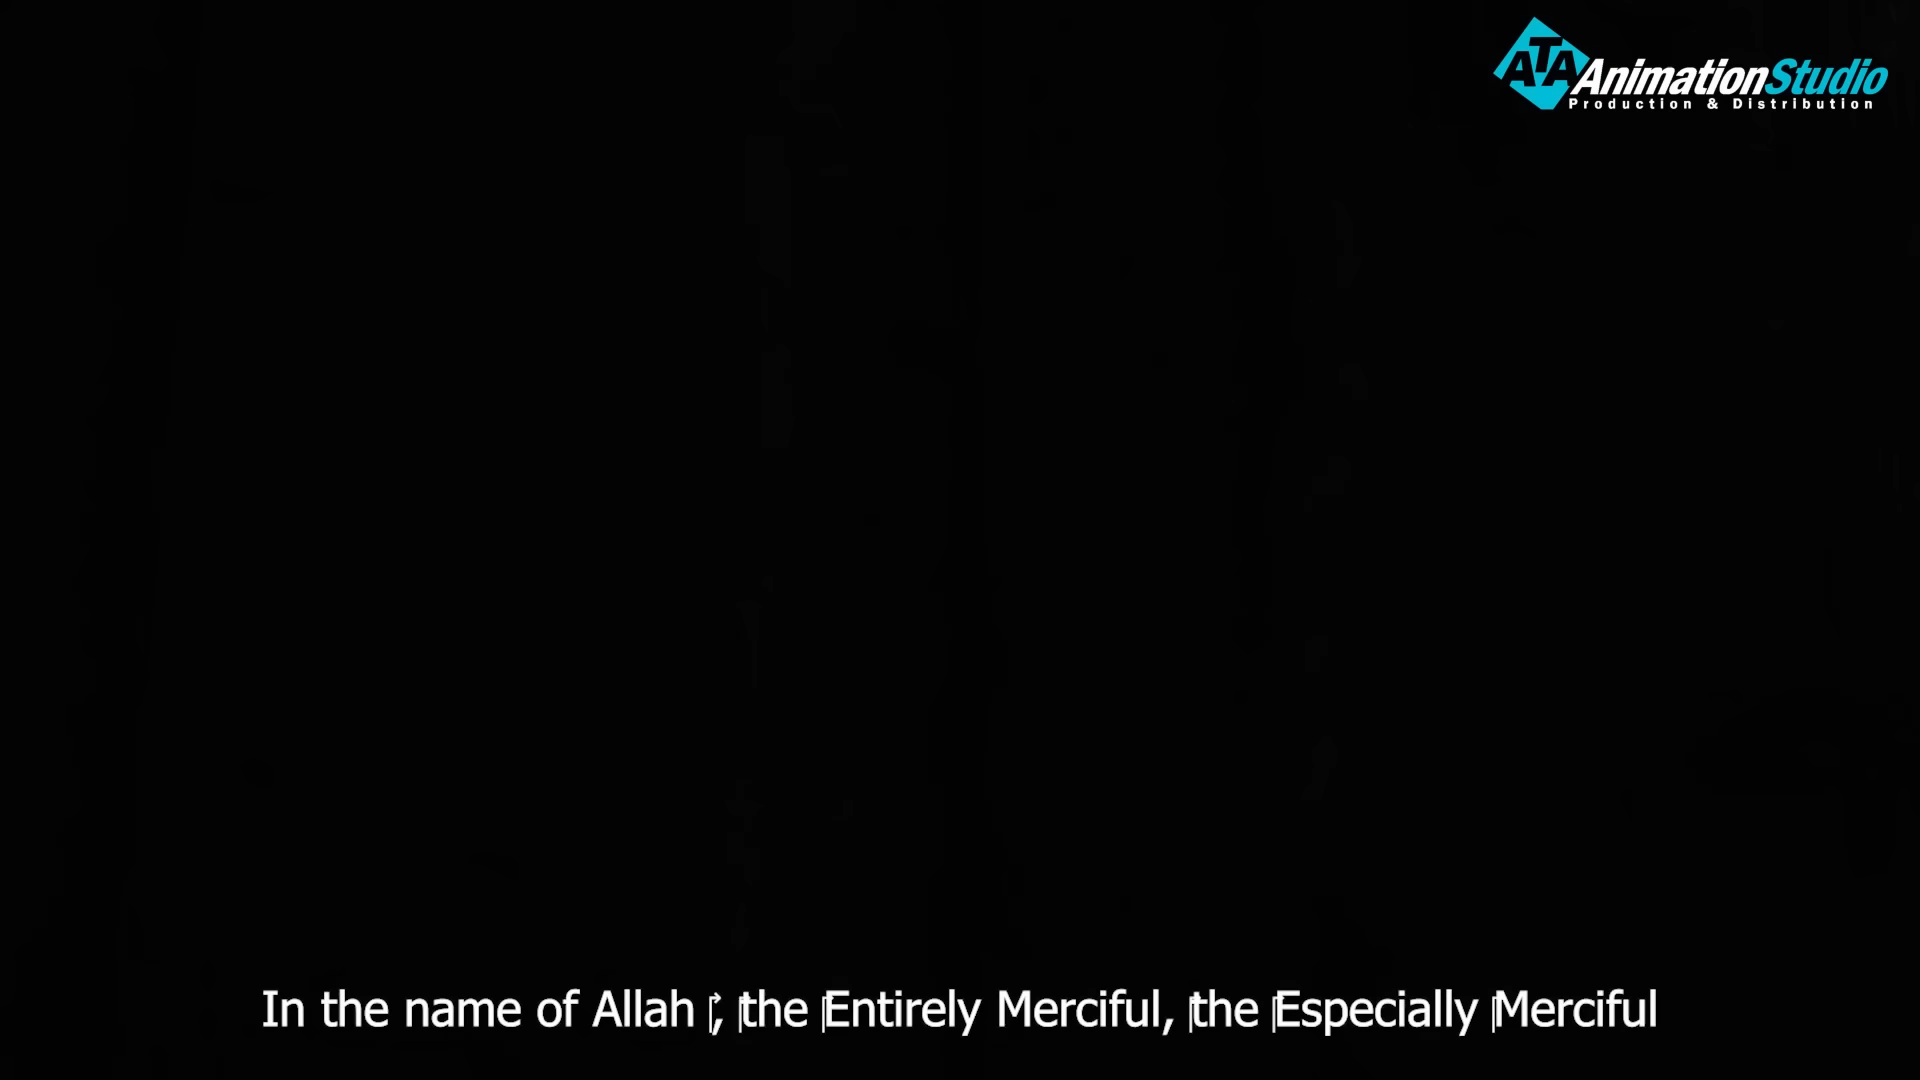 ATA AnimationStudio
Production & Distribution
In the name of Allah , the Entirely Merciful, the Especially Merciful